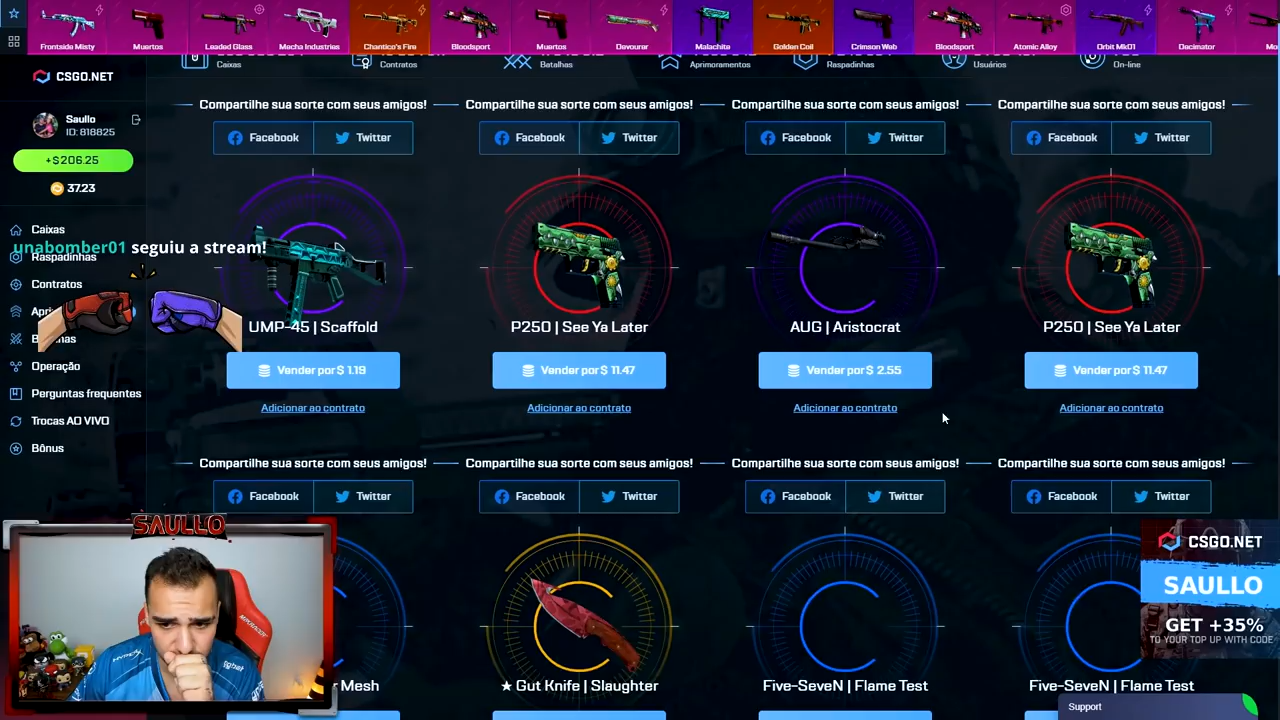 Frontside Misty
Muertos
Leaded Glass
Mecha Industries
Chantico's Fire
Bloodsport
Muertos
Devourer
Malachite
Golden Coil
Crimson Web
Bloodsport
Atomic Alloy
Orbit Mk01
Decimator
CSGO.NET
Caixas
Contratos
Batalhas
Aprimoramentos
Raspadinhas
Usuários
On-line
Saullo
ID: 818825
+$206.25
37.23
Caixas
unabomber01 seguiu a stream!
Raspadinhas
Contratos
Operação
Perguntas frequentes
Trocas AO VIVO
Bônus
Compartilhe sua sorte com seus amigos!
Compartilhe sua sorte com seus amigos!
Compartilhe sua sorte com seus amigos!
Compartilhe sua sorte com seus amigos!
Facebook
Twitter
Facebook
Twitter
Facebook
Twitter
Facebook
Twitter
UMP-45 | Scaffold
P250 | See Ya Later
AUG | Aristocrat
P250 | See Ya Later
Vender por $ 1.19
Vender por $ 11.47
Vender por $ 2.55
Vender por $ 11.47
Adicionar ao contrato
Adicionar ao contrato
Adicionar ao contrato
Adicionar ao contrato
Compartilhe sua sorte com seus amigos!
Compartilhe sua sorte com seus amigos!
Compartilhe sua sorte com seus amigos!
Compartilhe sua sorte com seus amigos!
Facebook
Twitter
Facebook
Twitter
Facebook
Twitter
Facebook
Twitter
Mesh
★ Gut Knife | Slaughter
Five-SeveN | Flame Test
Five-SeveN | Flame Test
SAULLO
CSGO.NET
SAULLO
GET +35%
TO YOUR TOP UP WITH CODE
Support